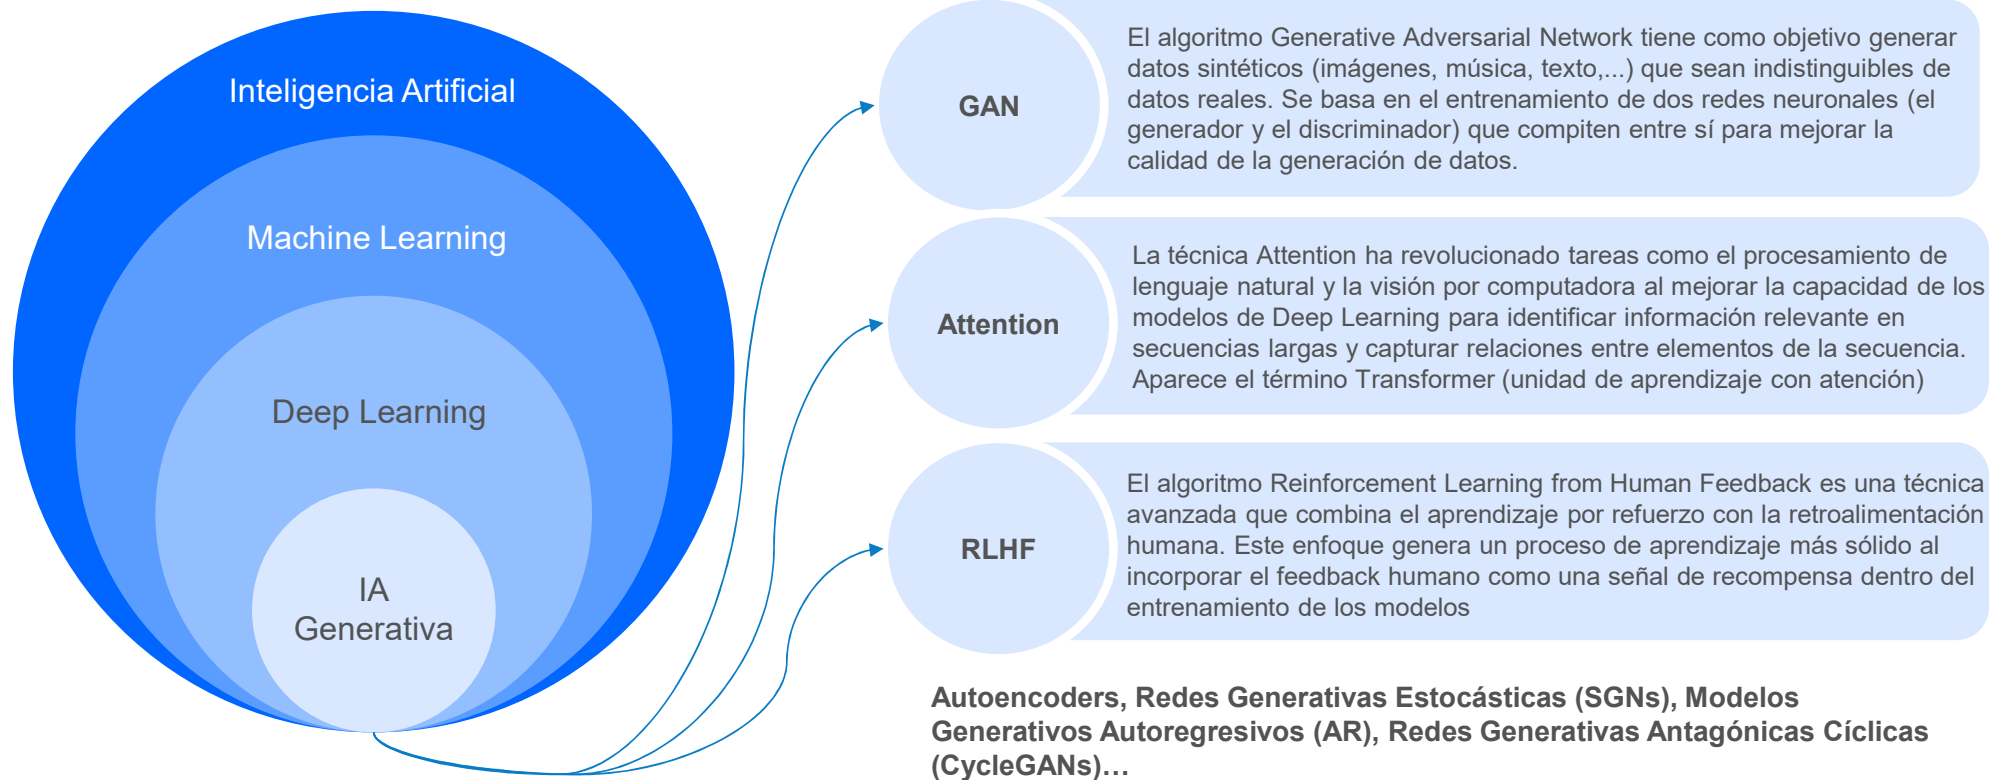 Inteligencia Artificial
Machine Learning
Deep Learning
IA
Generativa
GAN
El algoritmo Generative Adversarial Network tiene como objetivo generar
datos sintéticos (imágenes, música, texto,...) que sean indistinguibles de
datos reales. Se basa en el entrenamiento de dos redes neuronales (el
generador y el discriminador) que compiten entre sí para mejorar la
calidad de la generación de datos.
Attention
La técnica Attention ha revolucionado tareas como el procesamiento de
lenguaje natural y la visión por computadora al mejorar la capacidad de los
modelos de Deep Learning para identificar información relevante en
secuencias largas y capturar relaciones entre elementos de la secuencia.
Aparece el término Transformer (unidad de aprendizaje con atención)
RLHF
El algoritmo Reinforcement Learning from Human Feedback es una técnica
avanzada que combina el aprendizaje por refuerzo con la retroalimentación
humana. Este enfoque genera un proceso de aprendizaje más sólido al
incorporar el feedback humano como una señal de recompensa dentro del
entrenamiento de los modelos
Autoencoders, Redes Generativas Estocásticas (SGNs), Modelos
Generativos Autoregresivos (AR), Redes Generativas Antagónicas Cíclicas
(CycleGANs)…